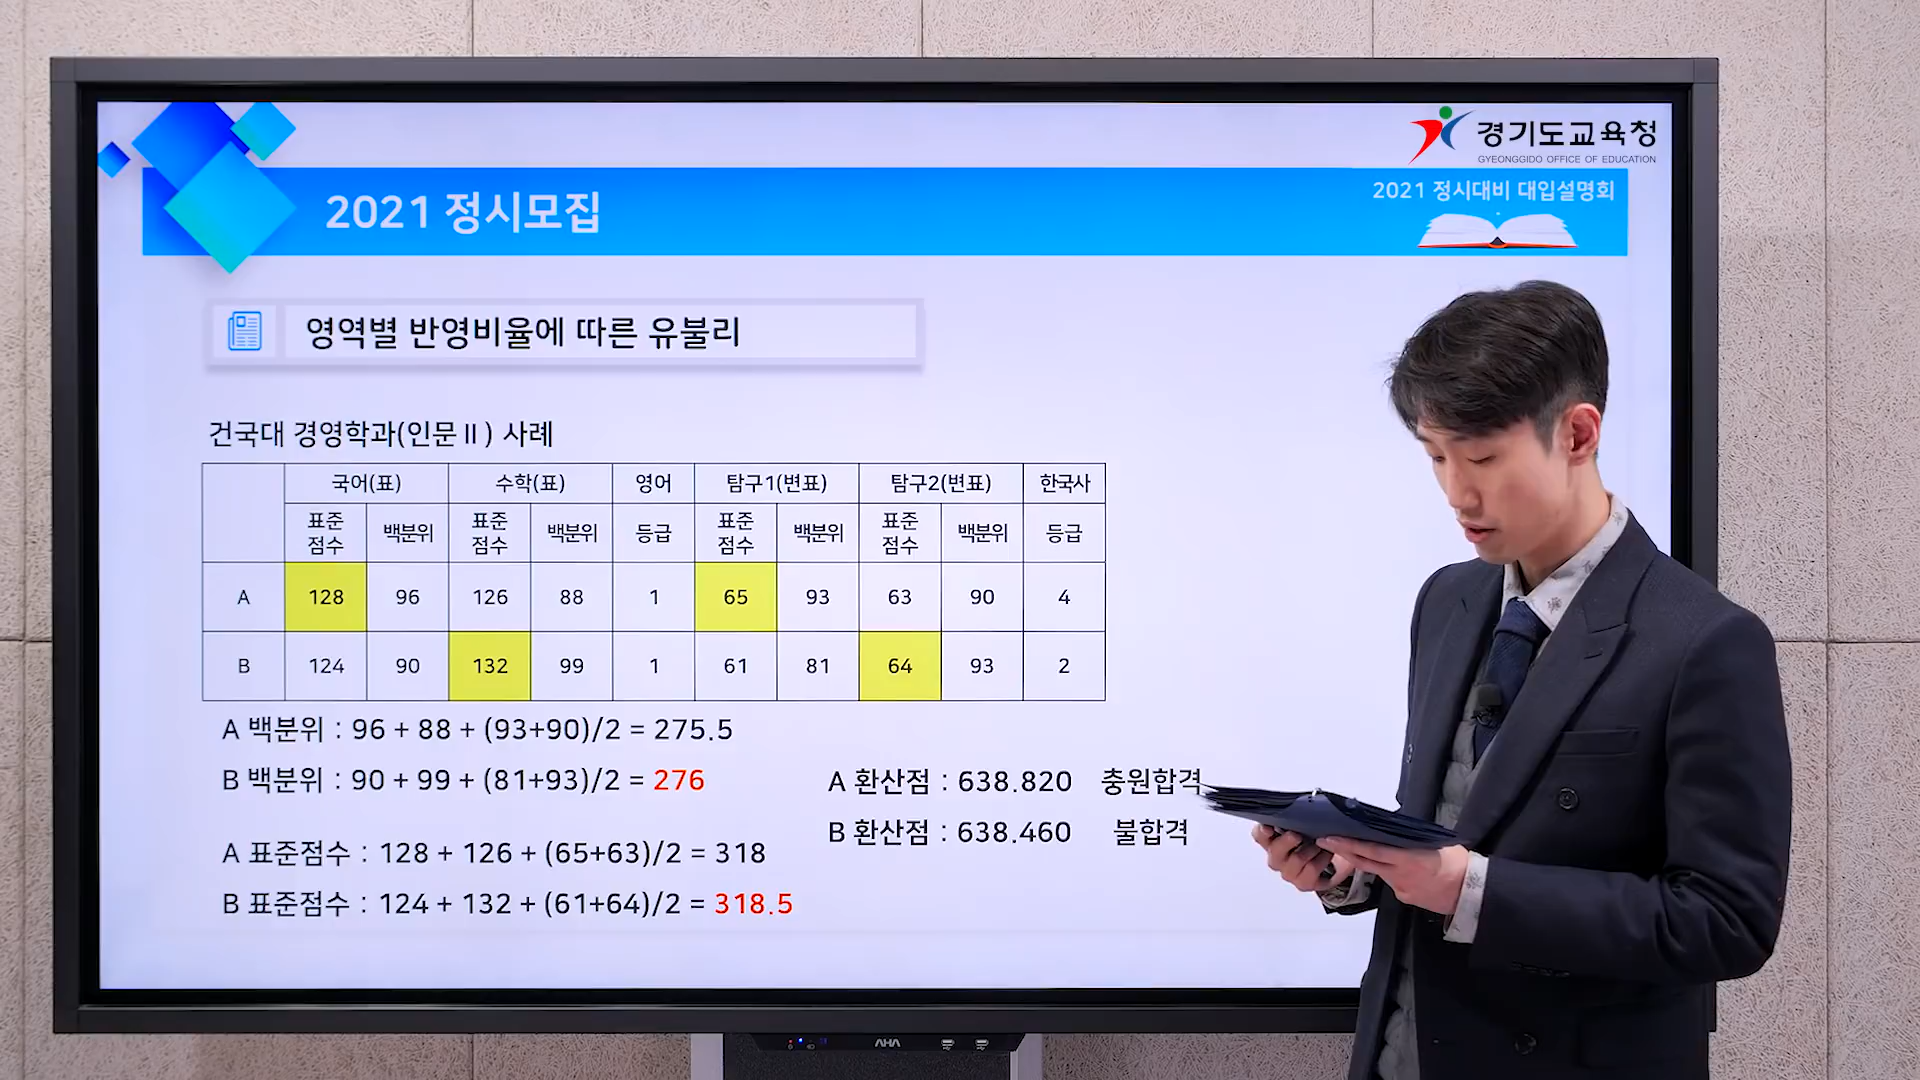 경기도교육청
GYEONGGIDO OFFICE OF EDUCATION
2021 정시모집
2021 정시대비 대입설명회
영역별 반영비율에 따른 유불리
건국대 경영학과(인문Ⅱ) 사례
국어(표) 수학(표) 영어 탐구1(변표) 탐구2(변표) 한국사
표준점수 백분위 표준점수 백분위 등급 표준점수 백분위 표준점수 백분위 등급
A 128 96 126 88 1 65 93 63 90 4
B 124 90 132 99 1 61 81 64 93 2
A 백분위 : 96 + 88 + (93+90)/2 = 275.5
B 백분위 : 90 + 99 + (81+93)/2 = 276
A 환산점 : 638.820 충원합격
B 환산점 : 638.460 불합격
A 표준점수 : 128 + 126 + (65+63)/2 = 318
B 표준점수 : 124 + 132 + (61+64)/2 = 318.5
AHA